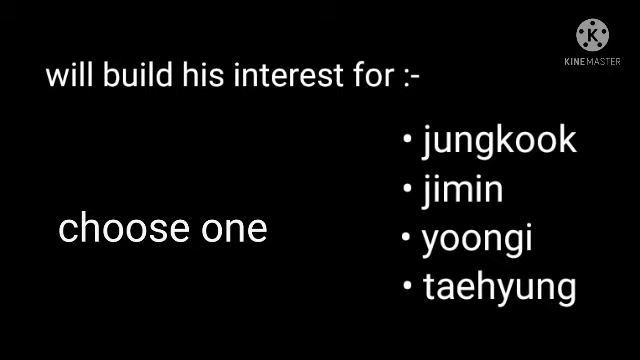 KINEMASTER
will build his interest for :-
• jungkook
• jimin
choose one
• yoongi
• taehyung